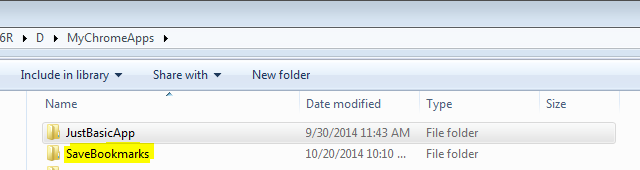 6R ▸ D ▸ MyChromeApps ▸
Include in library ▾ Share with ▾ New folder
Name Date modified Type Size
JustBasicApp 9/30/2014 11:43 AM File folder
SaveBookmarks 10/20/2014 10:10 ... File folder